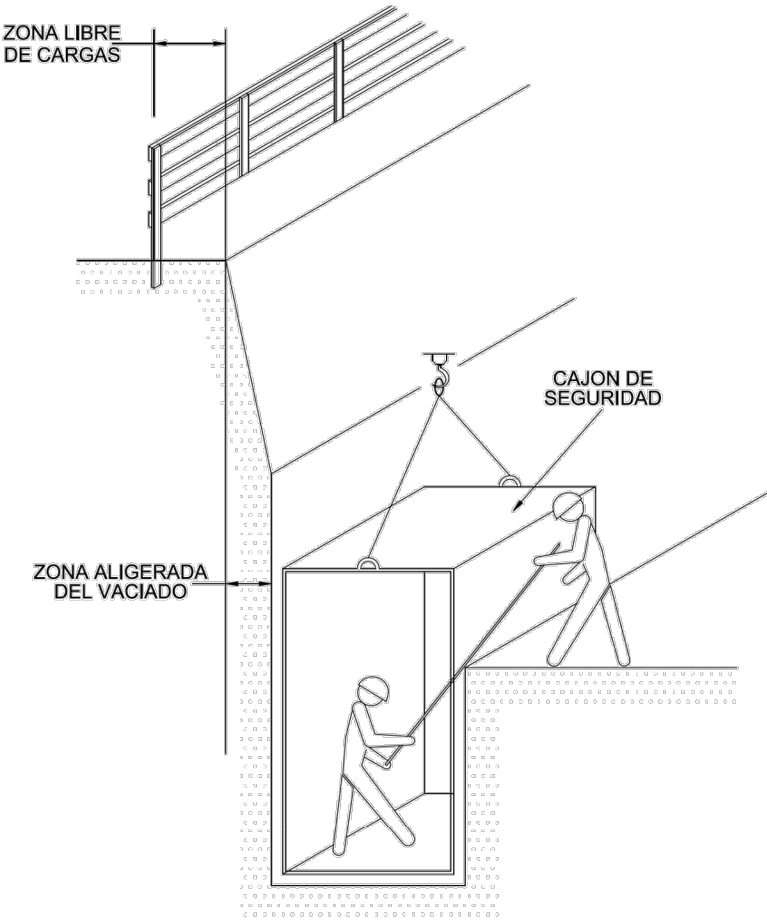 ZONA LIBRE
DE CARGAS
CAJON DE
SEGURIDAD
ZONA ALIGERADA
DEL VACIADO